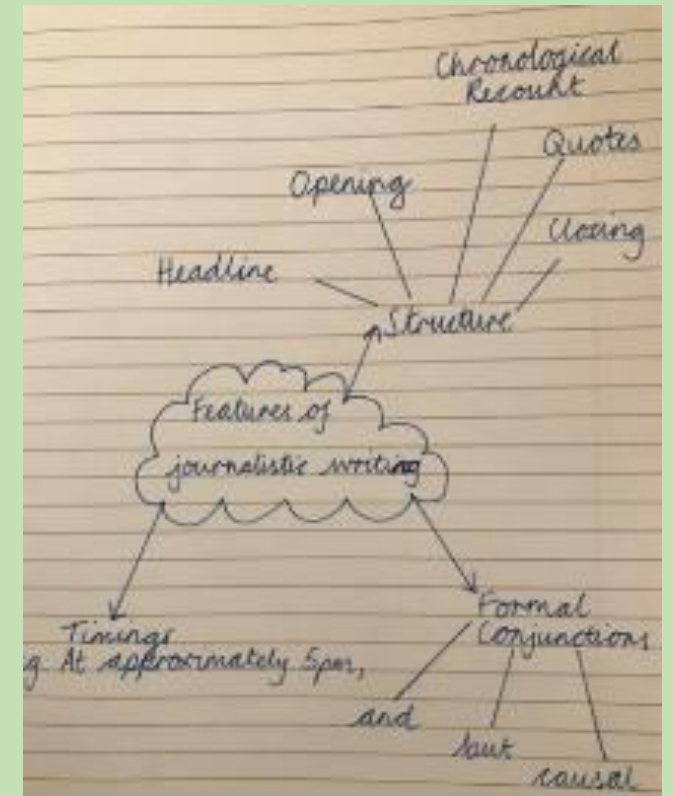 Chronological
Recount
Quotes
Opening
Closing
Headline
Structure
Features of
journalistic writing
Timings
g At approximately 5pm,
Formal
Conjunctions
and
but
causal